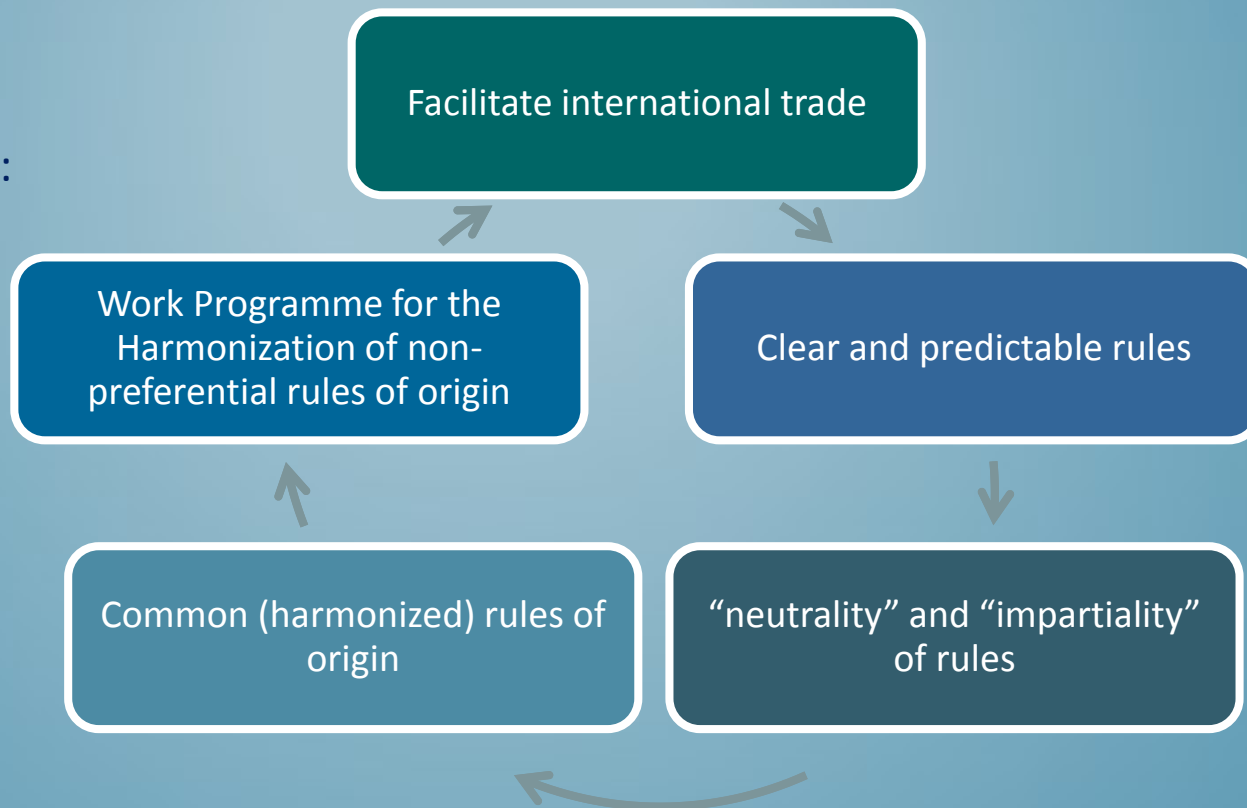 Facilitate international trade
:
Work Programme for the
Harmonization of non-
preferential rules of origin
Clear and predictable rules
Common (harmonized) rules of
origin
“neutrality” and “impartiality”
of rules